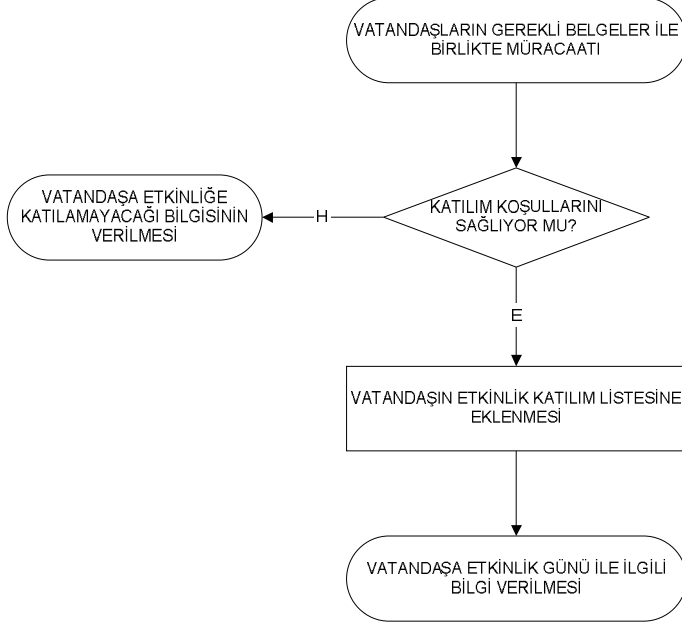 VATANDAŞLARIN GEREKLİ BELGELER İLE
BİRLİKTE MÜRACAATI
KATILIM KOŞULLARINI
SAĞLIYOR MU?
H
VATANDAŞA ETKİNLİĞE
KATILAMAYACAĞI BİLGİSİNİN
VERİLMESİ
E
VATANDAŞIN ETKİNLİK KATILIM LİSTESİNE
EKLENMESİ
VATANDAŞA ETKİNLİK GÜNÜ İLE İLGİLİ
BİLGİ VERİLMESİ